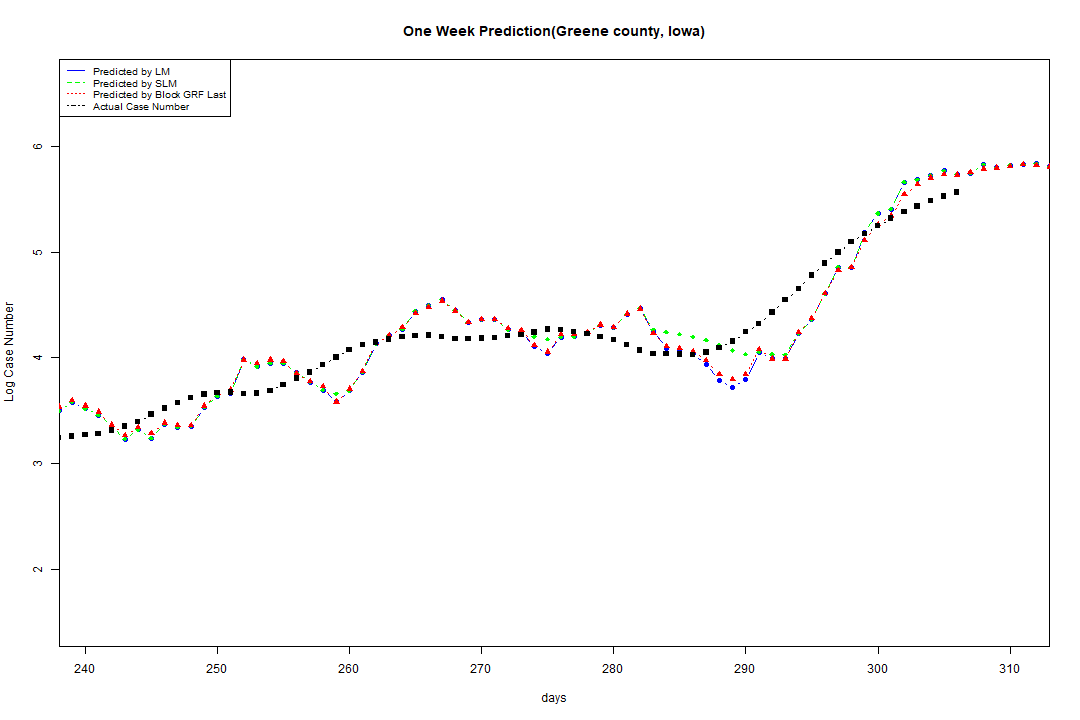 One Week Prediction(Greene county, Iowa)
Predicted by LM
Predicted by SLM
Predicted by Block GRF Last
Actual Case Number
Log Case Number
6
5
4
3
2
240 250 260 270 280 290 300 310
days